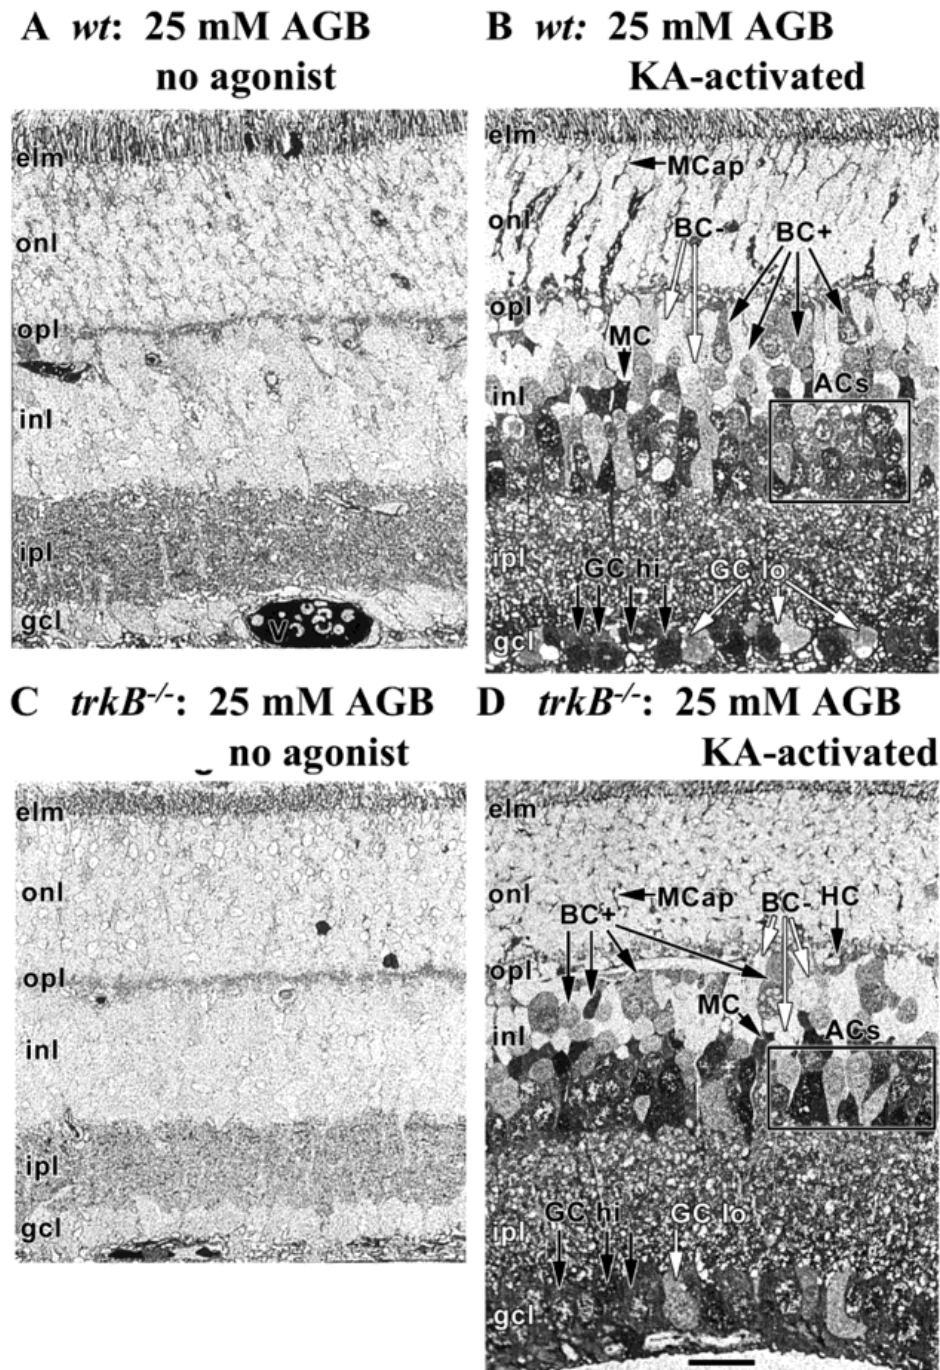 A wt: 25 mM AGB
no agonist
B wt: 25 mM AGB
KA-activated
elm
onl
opl
inl
ipl
gcl
V
elm
MCap
onl
BC-
BC+
opl
MC
inl
ACs
ipl
GC hi
GC lo
gcl
C trkB-/-: 25 mM AGB
no agonist
D trkB-/-: 25 mM AGB
KA-activated
elm
onl
opl
inl
ipl
gcl
elm
onl
MCap
BC+
BC-
HC
opl
MC
inl
ACs
GC hi
GC lo
ipl
gcl